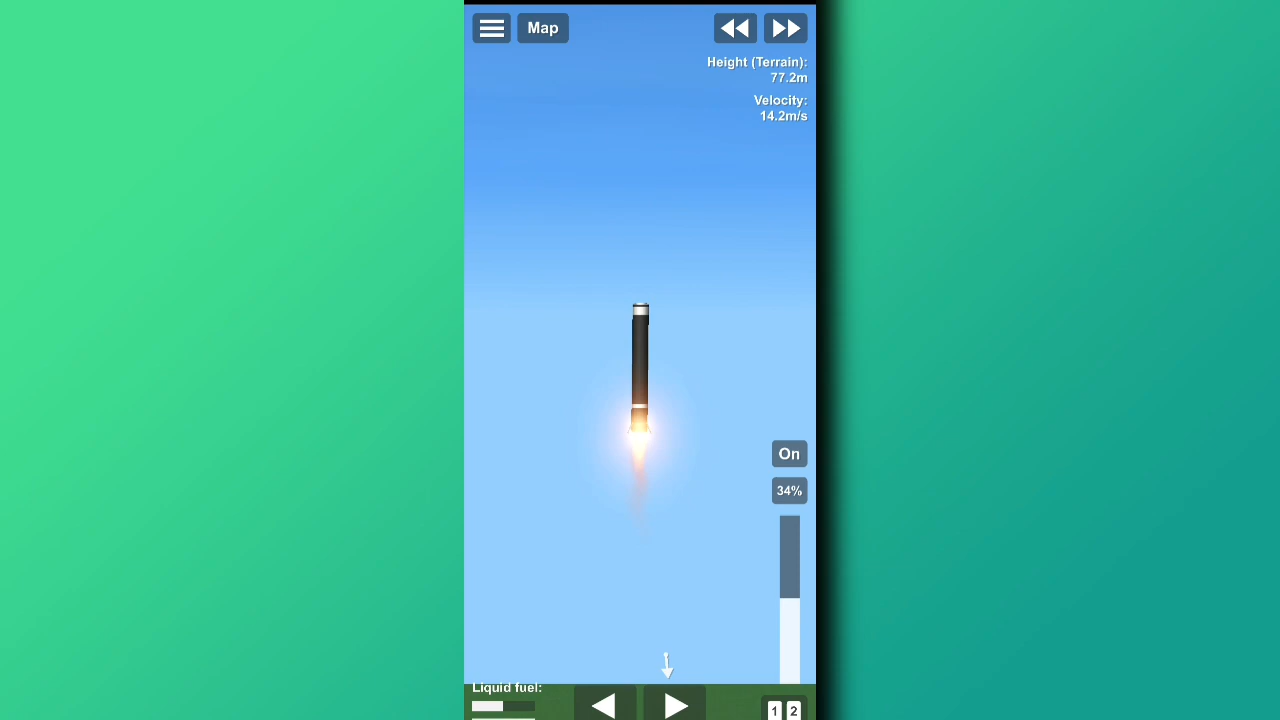 Map
Height (Terrain):
77.2m
Velocity:
14.2m/s
On
34%
Liquid fuel:
1 2